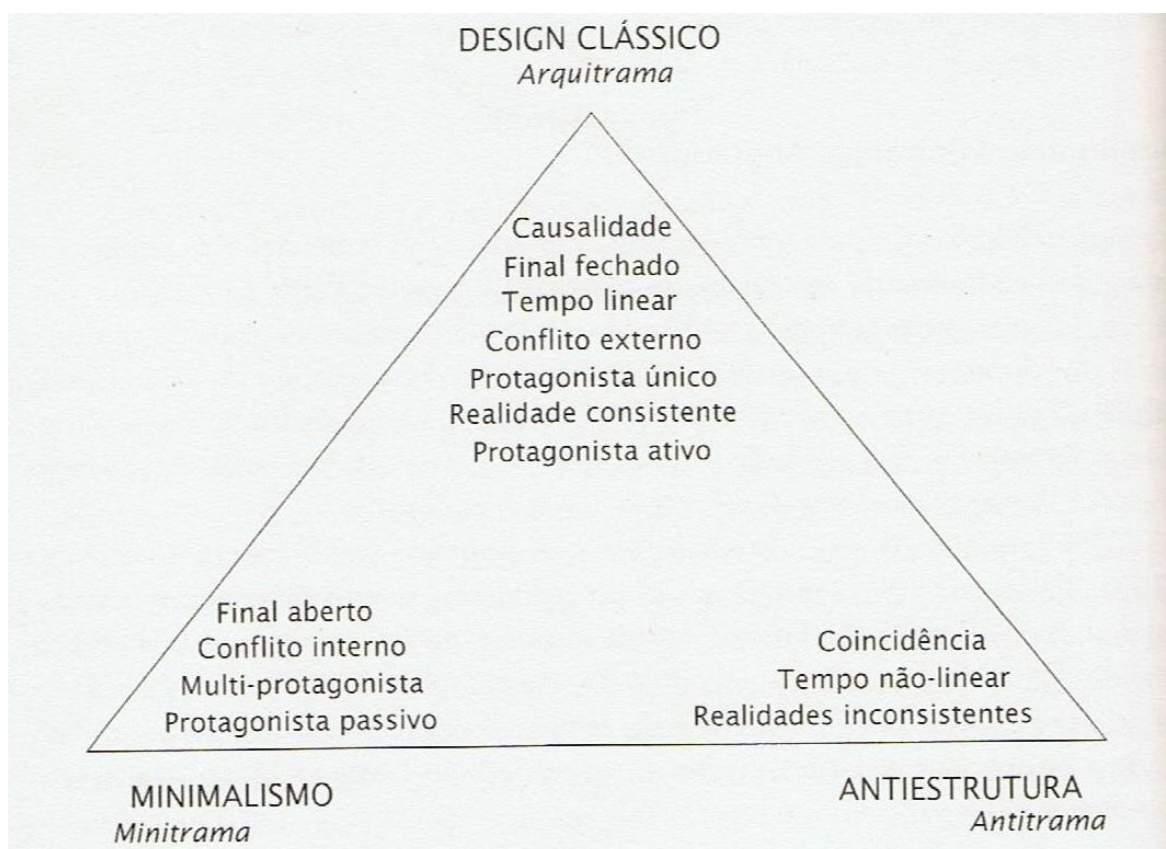 DESIGN CLÁSSICO
Arquitrama
Causalidade
Final fechado
Tempo linear
Conflito externo
Protagonista único
Realidade consistente
Protagonista ativo
Final aberto
Conflito interno
Multi-protagonista
Protagonista passivo
Coincidência
Tempo não-linear
Realidades inconsistentes
MINIMALISMO
Minitrama
ANTIESTRUTURA
Antitrama